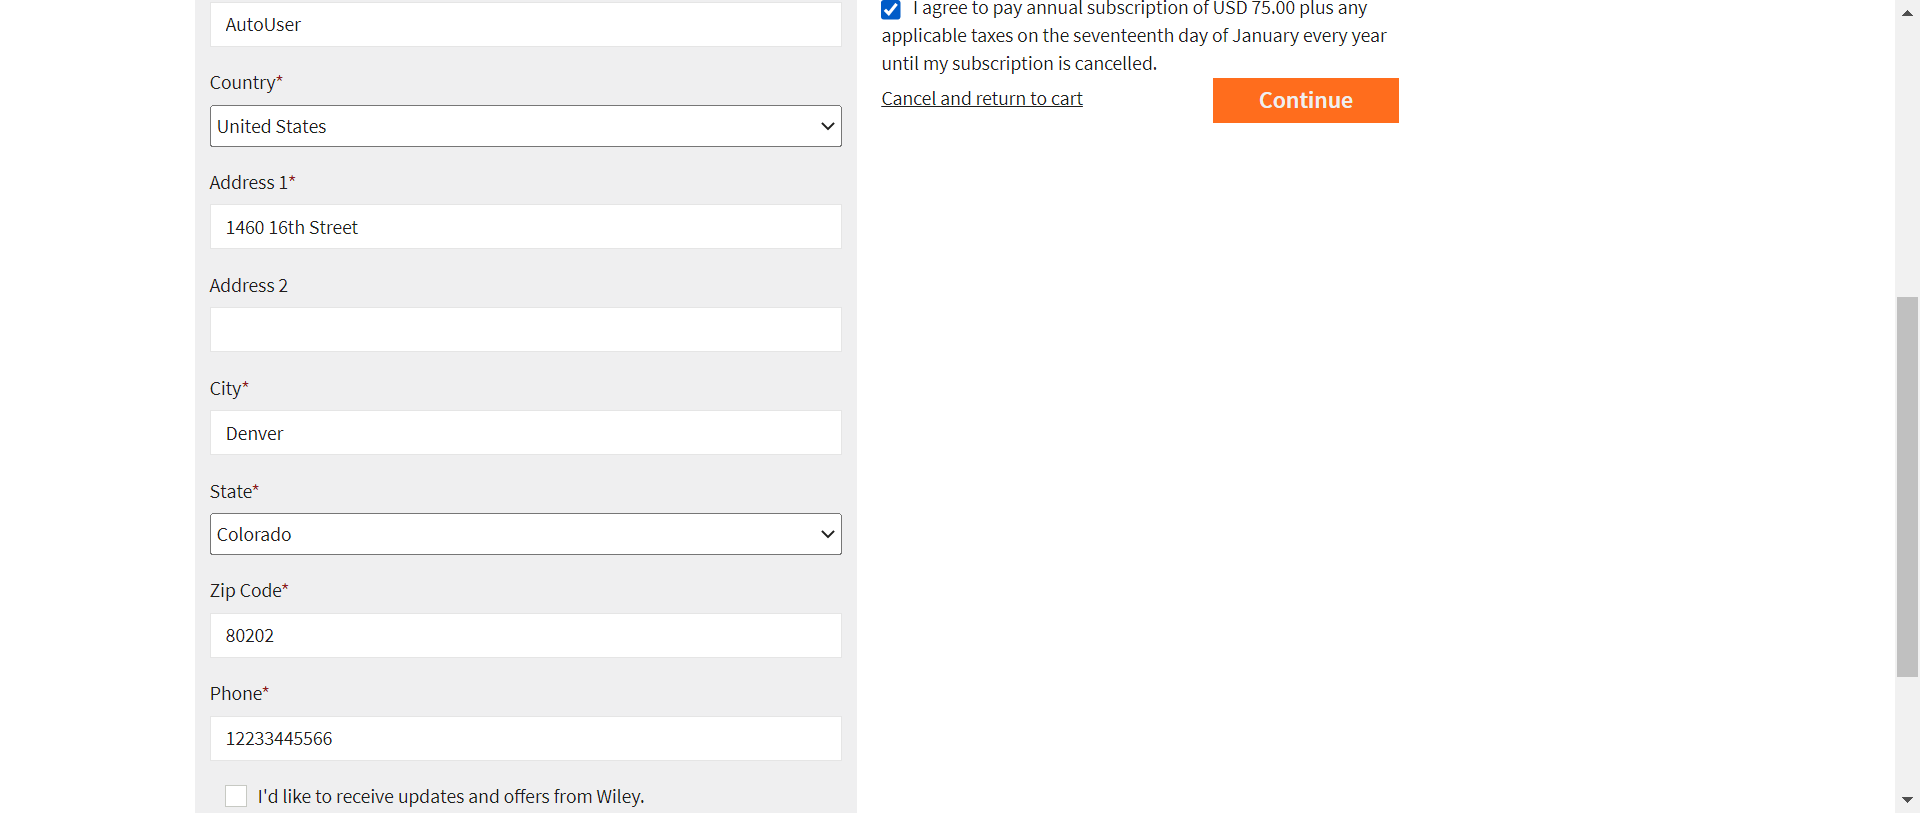 AutoUser
Country*
United States
Address 1*
1460 16th Street
Address 2
City*
Denver
State*
Colorado
Zip Code*
80202
Phone*
12233445566
I'd like to receive updates and offers from Wiley.
I agree to pay annual subscription of USD 75.00 plus any
applicable taxes on the seventeenth day of January every year
until my subscription is cancelled.
Cancel and return to cart
Continue